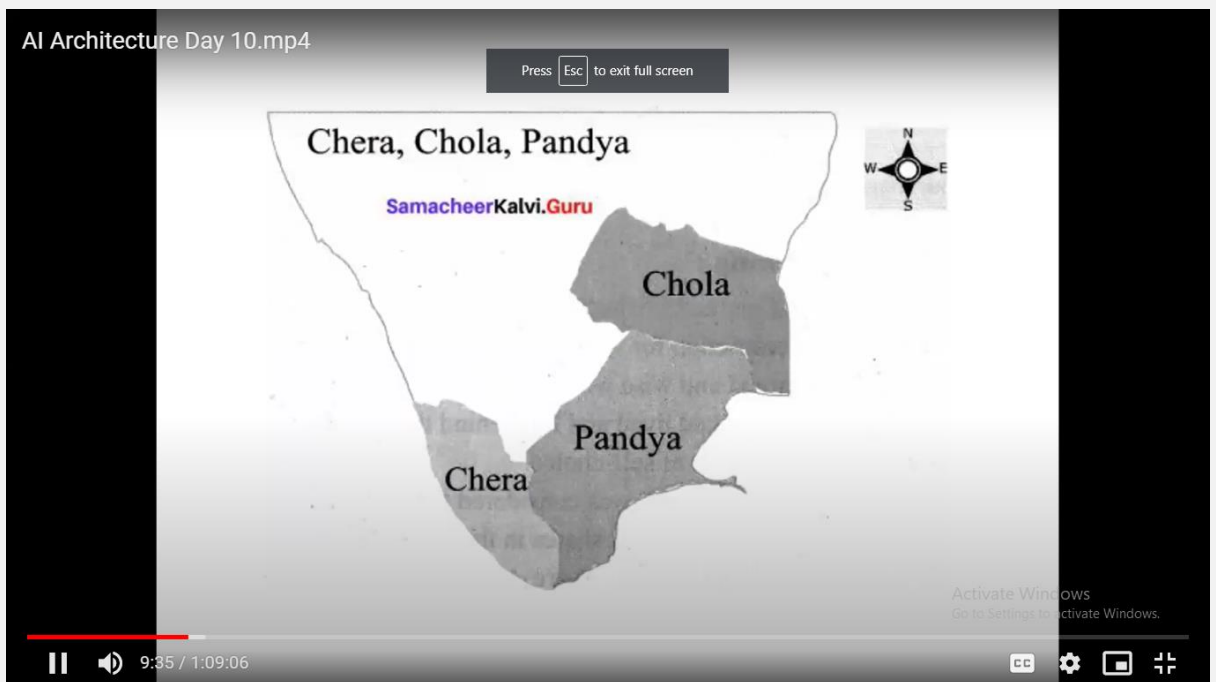 AI Architecture Day 10.mp4
Press Esc to exit full screen
Chera, Chola, Pandya
SamacheerKalvi.Guru
N
W E
S
Chola
Pandya
Chera
Activate Windows
Go to Settings to activate Windows.
9:35 / 1:09:06
CC